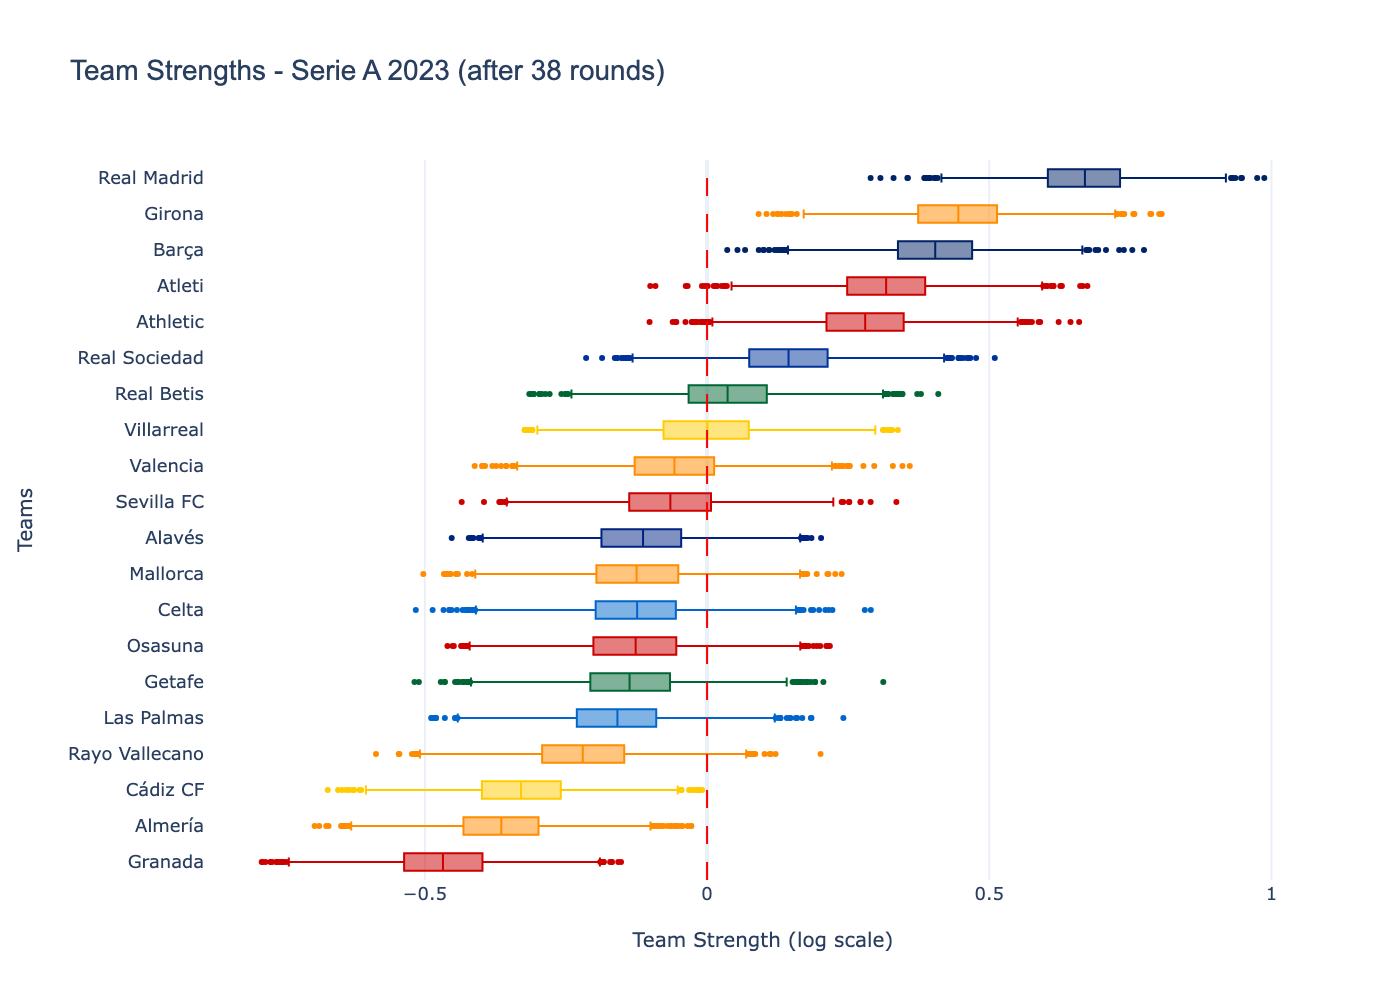 Team Strengths - Serie A 2023 (after 38 rounds)
Real Madrid
Girona
Barça
Atleti
Athletic
Real Sociedad
Real Betis
Villarreal
Valencia
Sevilla FC
Alavés
Mallorca
Celta
Osasuna
Getafe
Las Palmas
Rayo Vallecano
Cádiz CF
Almería
Granada
Teams
−0.5 0 0.5 1
Team Strength (log scale)